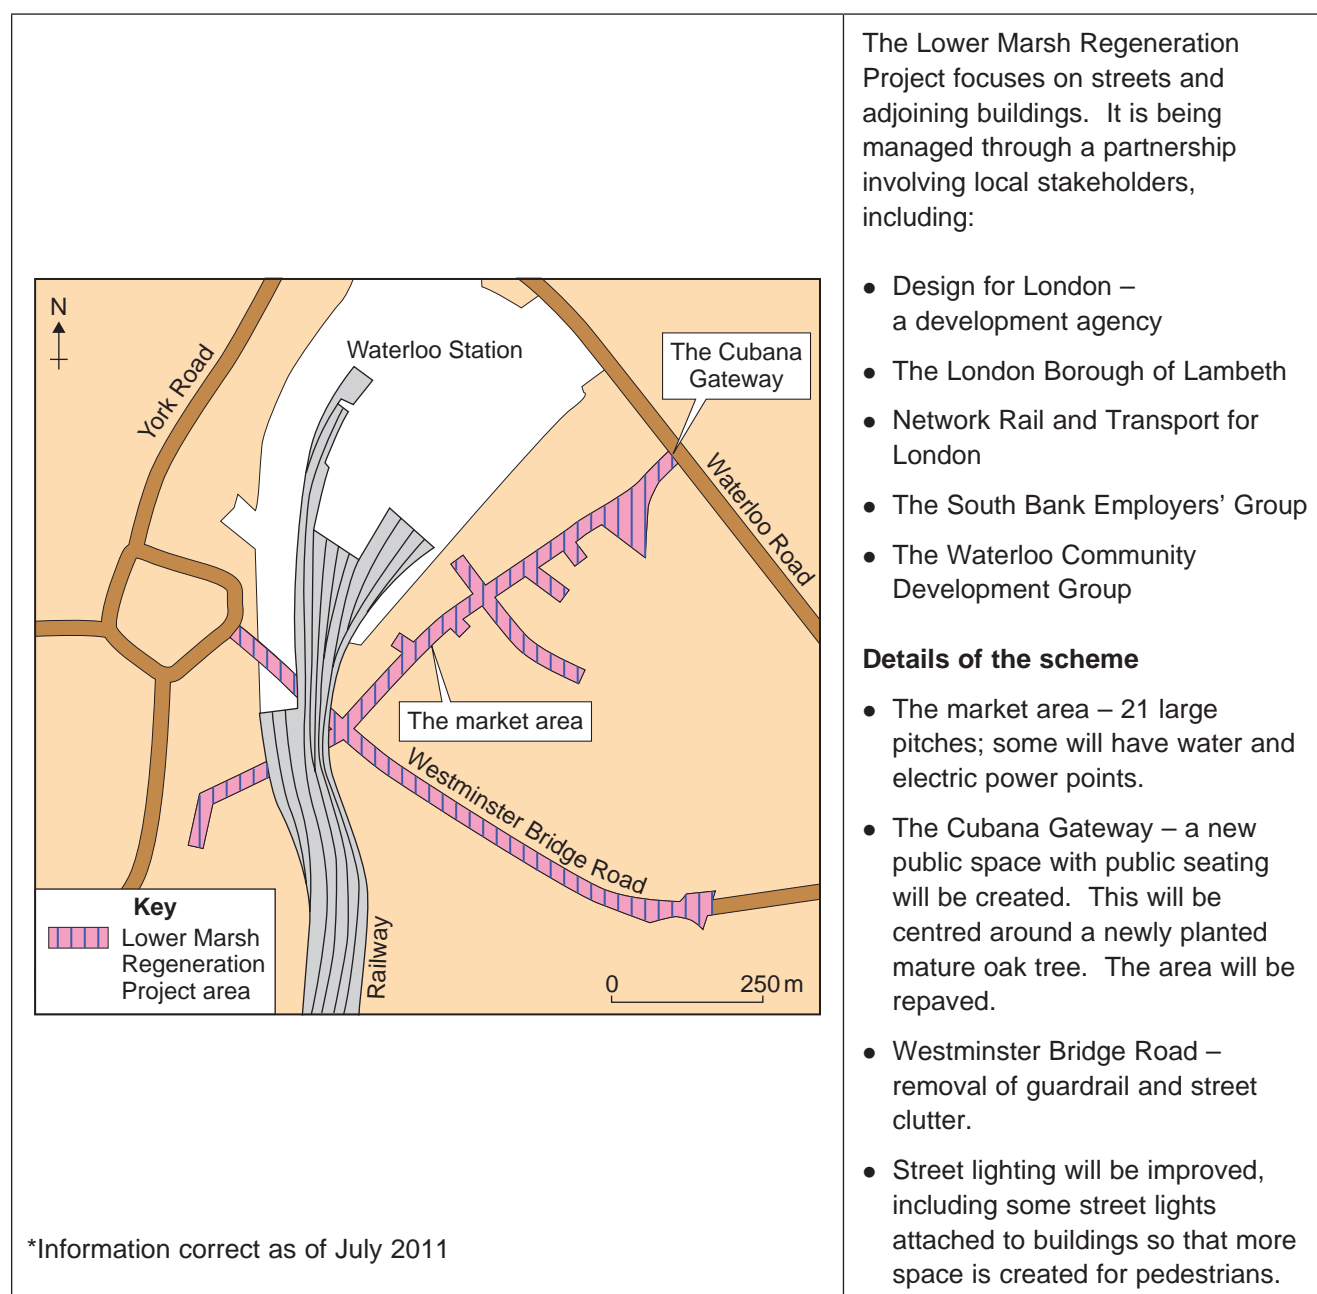 N
York Road
Waterloo Station
The Cubana
Gateway
Waterloo Road
The market area
Westminster Bridge Road
Key
Lower Marsh
Regeneration
Project area
Railway
0 250 m
*Information correct as of July 2011
The Lower Marsh Regeneration
Project focuses on streets and
adjoining buildings. It is being
managed through a partnership
involving local stakeholders,
including:
● Design for London –
a development agency
● The London Borough of Lambeth
● Network Rail and Transport for
London
● The South Bank Employers’ Group
● The Waterloo Community
Development Group
Details of the scheme
● The market area – 21 large
pitches; some will have water and
electric power points.
● The Cubana Gateway – a new
public space with public seating
will be created. This will be
centred around a newly planted
mature oak tree. The area will be
repaved.
● Westminster Bridge Road –
removal of guardrail and street
clutter.
● Street lighting will be improved,
including some street lights
attached to buildings so that more
space is created for pedestrians.